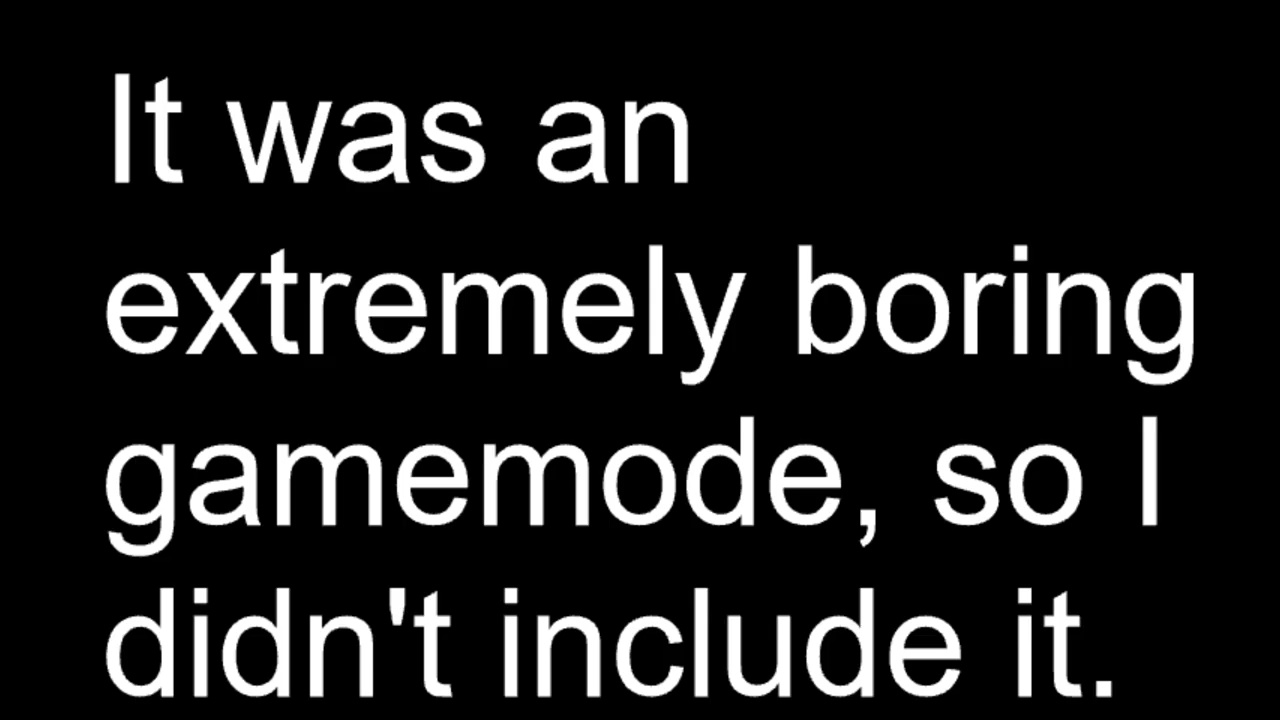 It was an
extremely boring
gamemode, so I
didn't include it.